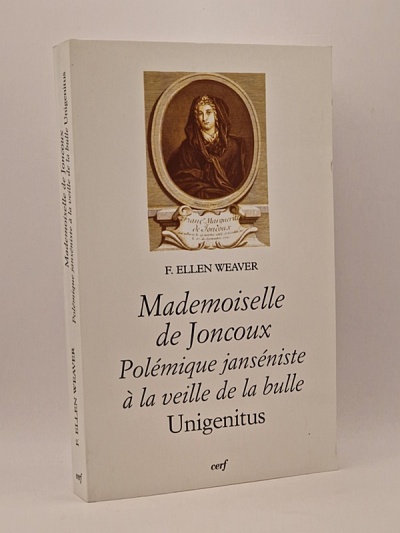 Mademoiselle de Joncoux
Polémique janséniste à la veille de la bulle Unigenitus
F. ELLEN WEAVER
cerf
Françoise Marguerite
de Joncoux
F. ELLEN WEAVER
Mademoiselle
de Joncoux
Polémique janséniste
à la veille de la bulle
Unigenitus
cerf